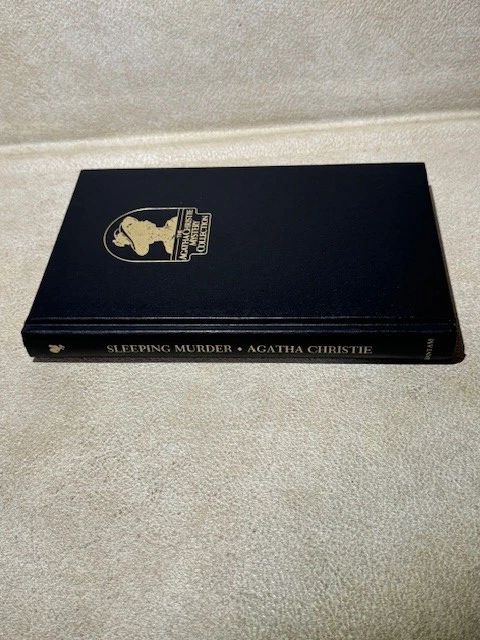 THE
AGATHA CHRISTIE
MYSTERY
COLLECTION
SLEEPING MURDER • AGATHA CHRISTIE
BANTAM